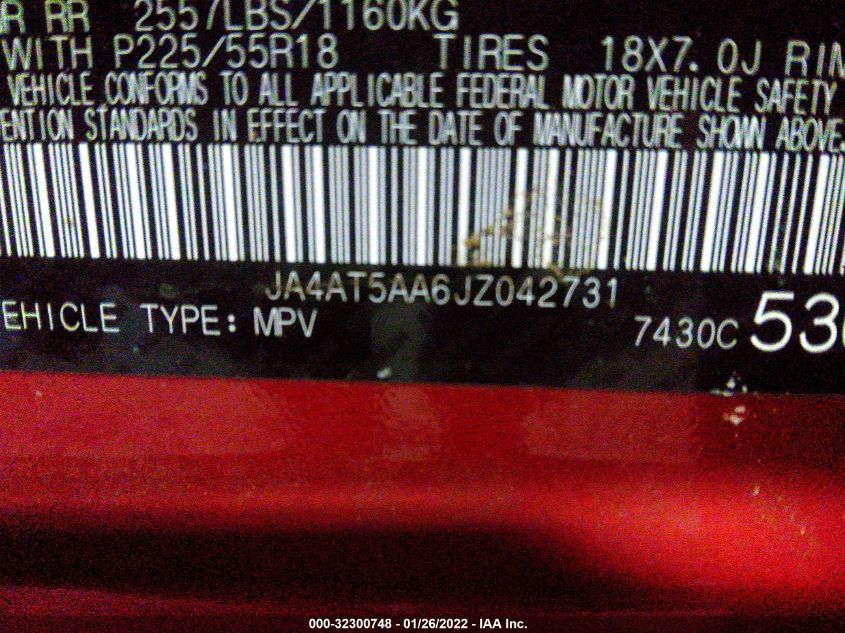 RR 2557LBS/1160KG
WITH P225/55R18 TIRES 18X7.0J RIM
VEHICLE CONFORMS TO ALL APPLICABLE FEDERAL MOTOR VEHICLE SAFETY
ENTION STANDARDS IN EFFECT ON THE DATE OF MANUFACTURE SHOWN ABOVE.
JA4AT5AA6JZ042731
EHICLE TYPE: MPV 7430C 530
000-32300748 - 01/26/2022 - IAA Inc.